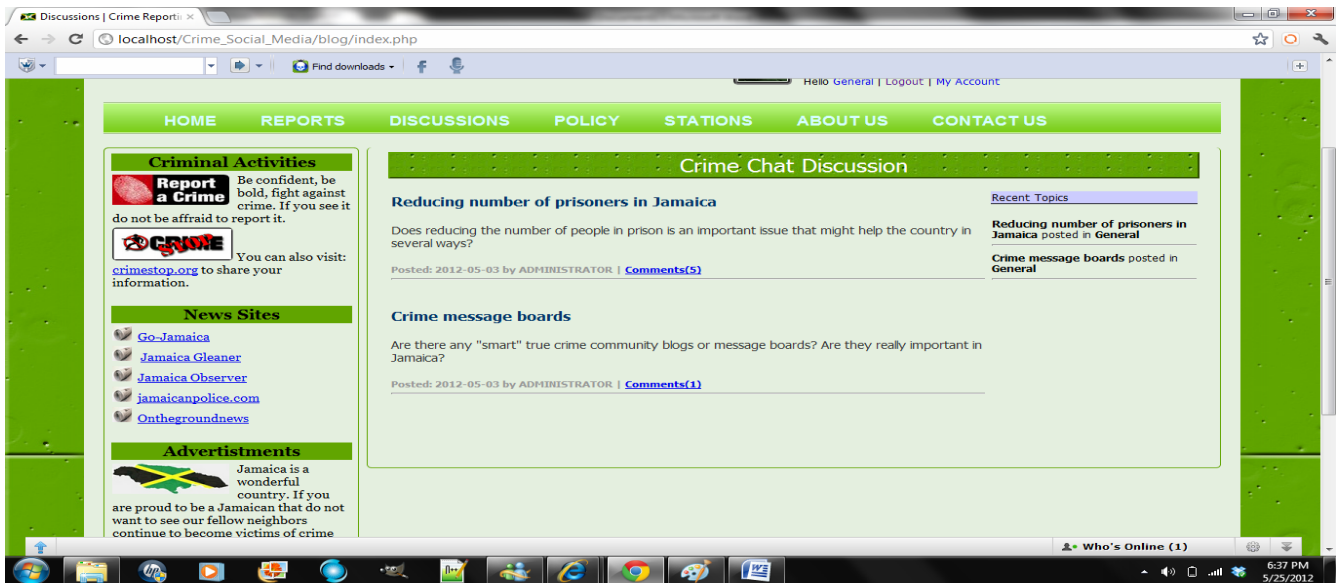 Discussions | Crime Reporti
localhost/Crime_Social_Media/blog/index.php
Find downloads
Hello General | Logout | My Account
HOME REPORTS DISCUSSIONS POLICY STATIONS ABOUT US CONTACT US
Criminal Activities
Report
a Crime
Be confident, be
bold, fight against
crime. If you see it
do not be affraid to report it.
CRIME
You can also visit:
crimestop.org to share your
information.
News Sites
Go-Jamaica
Jamaica Gleaner
Jamaica Observer
jamaicanpolice.com
Onthegroundnews
Advertistments
Jamaica is a
wonderful
country. If you
are proud to be a Jamaican that do not
want to see our fellow neighbors
continue to become victims of crime
Crime Chat Discussion
Reducing number of prisoners in Jamaica
Does reducing the number of people in prison is an important issue that might help the country in
several ways?
Posted: 2012-05-03 by ADMINISTRATOR | Comments(5)
Crime message boards
Are there any "smart" true crime community blogs or message boards? Are they really important in
Jamaica?
Posted: 2012-05-03 by ADMINISTRATOR | Comments(1)
Recent Topics
Reducing number of prisoners in
Jamaica posted in General
Crime message boards posted in
General
Who's Online (1)
6:37 PM
5/25/2012